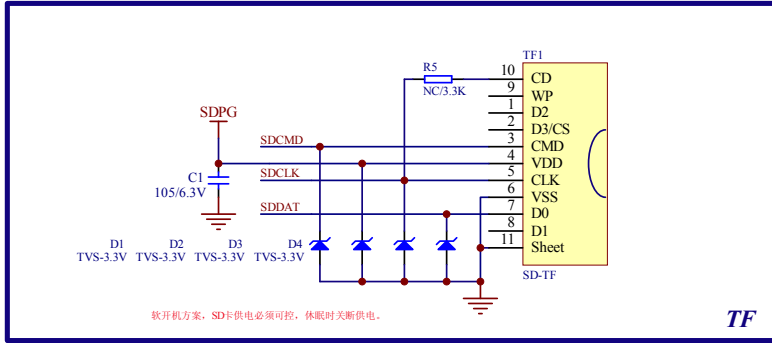 TF1
R5
NC/3.3K
10 CD
9 WP
1 D2
2 D3/CS
3 CMD
4 VDD
5 CLK
6 VSS
7 D0
8 D1
11 Sheet
SD-TF
SDPG
SDCMD
C1
105/6.3V
SDCLK
SDDAT
D1 D2 D3 D4
TVS-3.3V TVS-3.3V TVS-3.3V TVS-3.3V
软开机方案，SD卡供电必须可控，休眠时关断供电。
TF